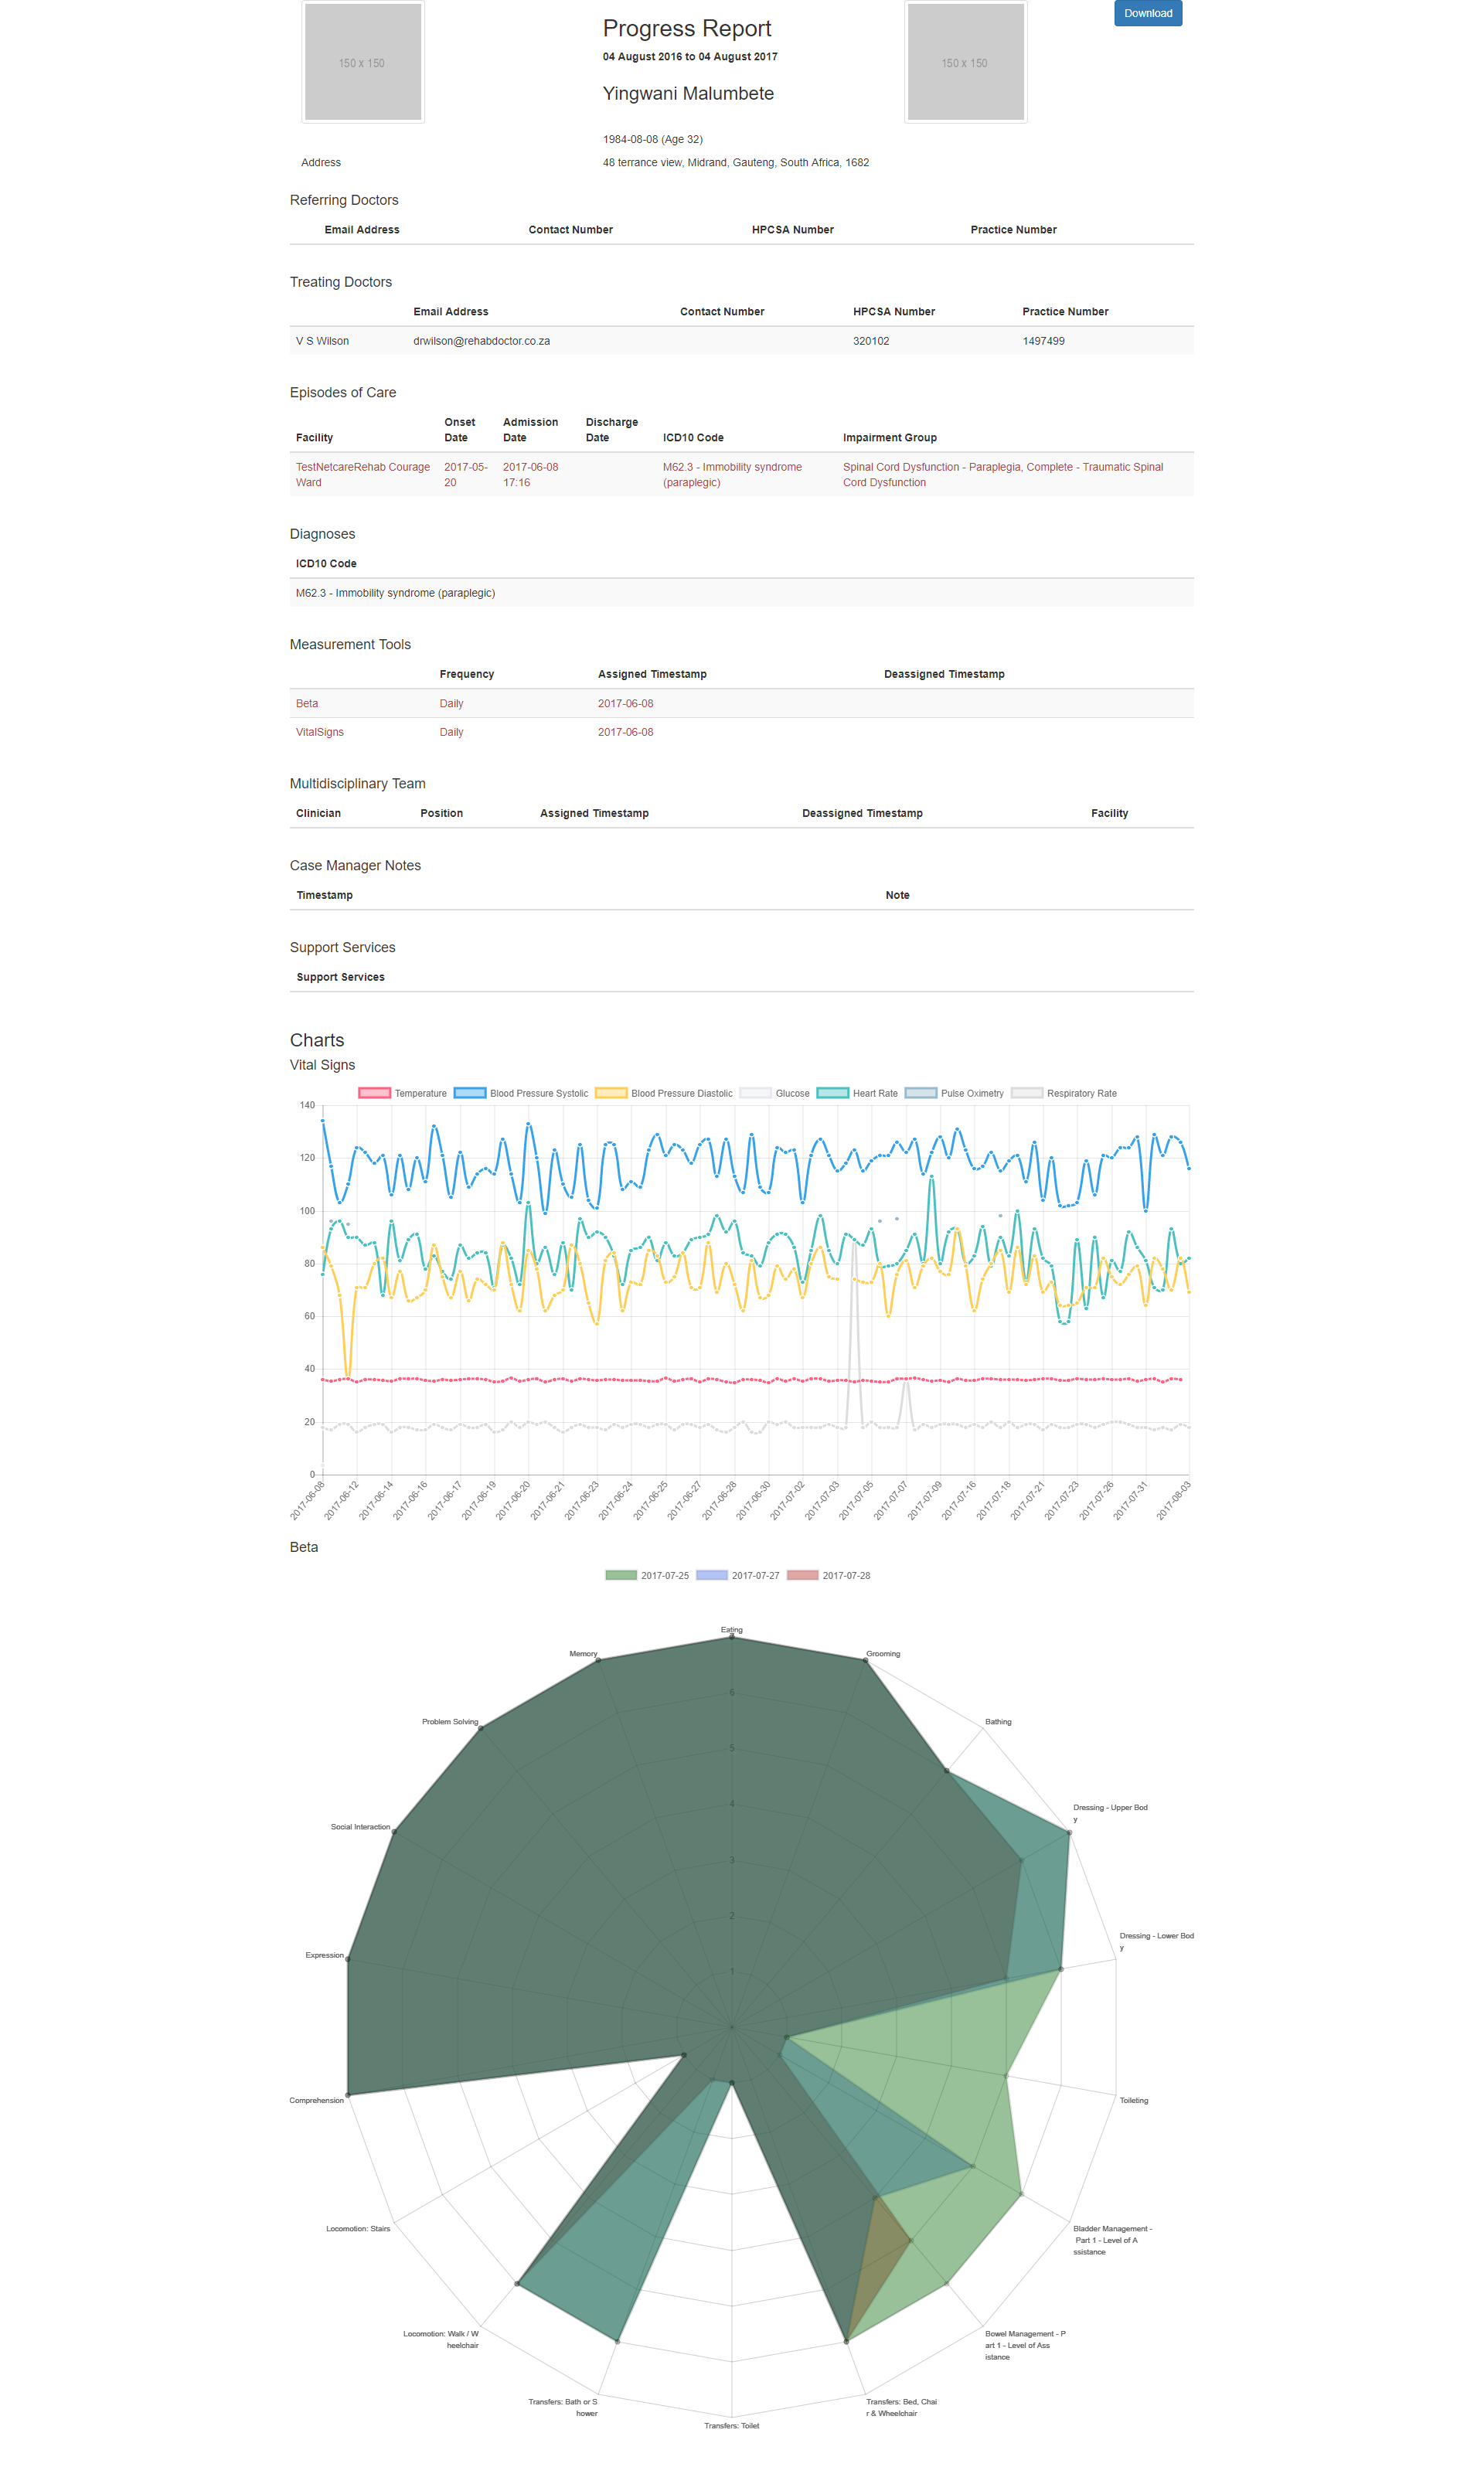 150 x 150
Progress Report
150 x 150
Download
04 August 2016 to 04 August 2017
Yingwani Malumbete
1984-08-08 (Age 32)
Address 48 terrance view, Midrand, Gauteng, South Africa, 1682
Referring Doctors
Email Address Contact Number HPCSA Number Practice Number
Treating Doctors
Email Address Contact Number HPCSA Number Practice Number
V S Wilson drwilson@rehabdoctor.co.za 320102 1497499
Episodes of Care
Facility Onset Date Admission Date Discharge Date ICD10 Code Impairment Group
TestNetcareRehab Courage 2017-05- 2017-06-08 M62.3 - Immobility syndrome Spinal Cord Dysfunction - Paraplegia, Complete - Traumatic Spinal
Ward 20 17:16 (paraplegic) Cord Dysfunction
Diagnoses
ICD10 Code
M62.3 - Immobility syndrome (paraplegic)
Measurement Tools
Frequency Assigned Timestamp Deassigned Timestamp
Beta Daily 2017-06-08
VitalSigns Daily 2017-06-08
Multidisciplinary Team
Clinician Position Assigned Timestamp Deassigned Timestamp Facility
Case Manager Notes
Timestamp Note
Support Services
Support Services
Charts
Vital Signs
Temperature Blood Pressure Systolic Blood Pressure Diastolic Glucose Heart Rate Pulse Oximetry Respiratory Rate
140
120
100
80
60
40
20
0
2017-06-08 2017-06-12 2017-06-14 2017-06-16 2017-06-17 2017-06-19 2017-06-20 2017-06-21 2017-06-23 2017-06-24 2017-06-25 2017-06-27 2017-06-28 2017-06-30 2017-07-02 2017-07-03 2017-07-05 2017-07-07 2017-07-09 2017-07-16 2017-07-18 2017-07-21 2017-07-23 2017-07-26 2017-07-31 2017-08-03
Beta
2017-07-25 2017-07-27 2017-07-28
Eating
Memory
Grooming
6
Problem Solving
Bathing
5
4
Dressing - Upper Bod
y
Social Interaction
3
2
Dressing - Lower Bod
y
Expression
1
Comprehension
Toileting
Locomotion: Stairs
Bladder Management -
Part 1 - Level of A
ssistance
Locomotion: Walk / W
heelchair
Bowel Management - P
art 1 - Level of Ass
istance
Transfers: Bath or S
hower
Transfers: Bed, Chai
r & Wheelchair
Transfers: Toilet